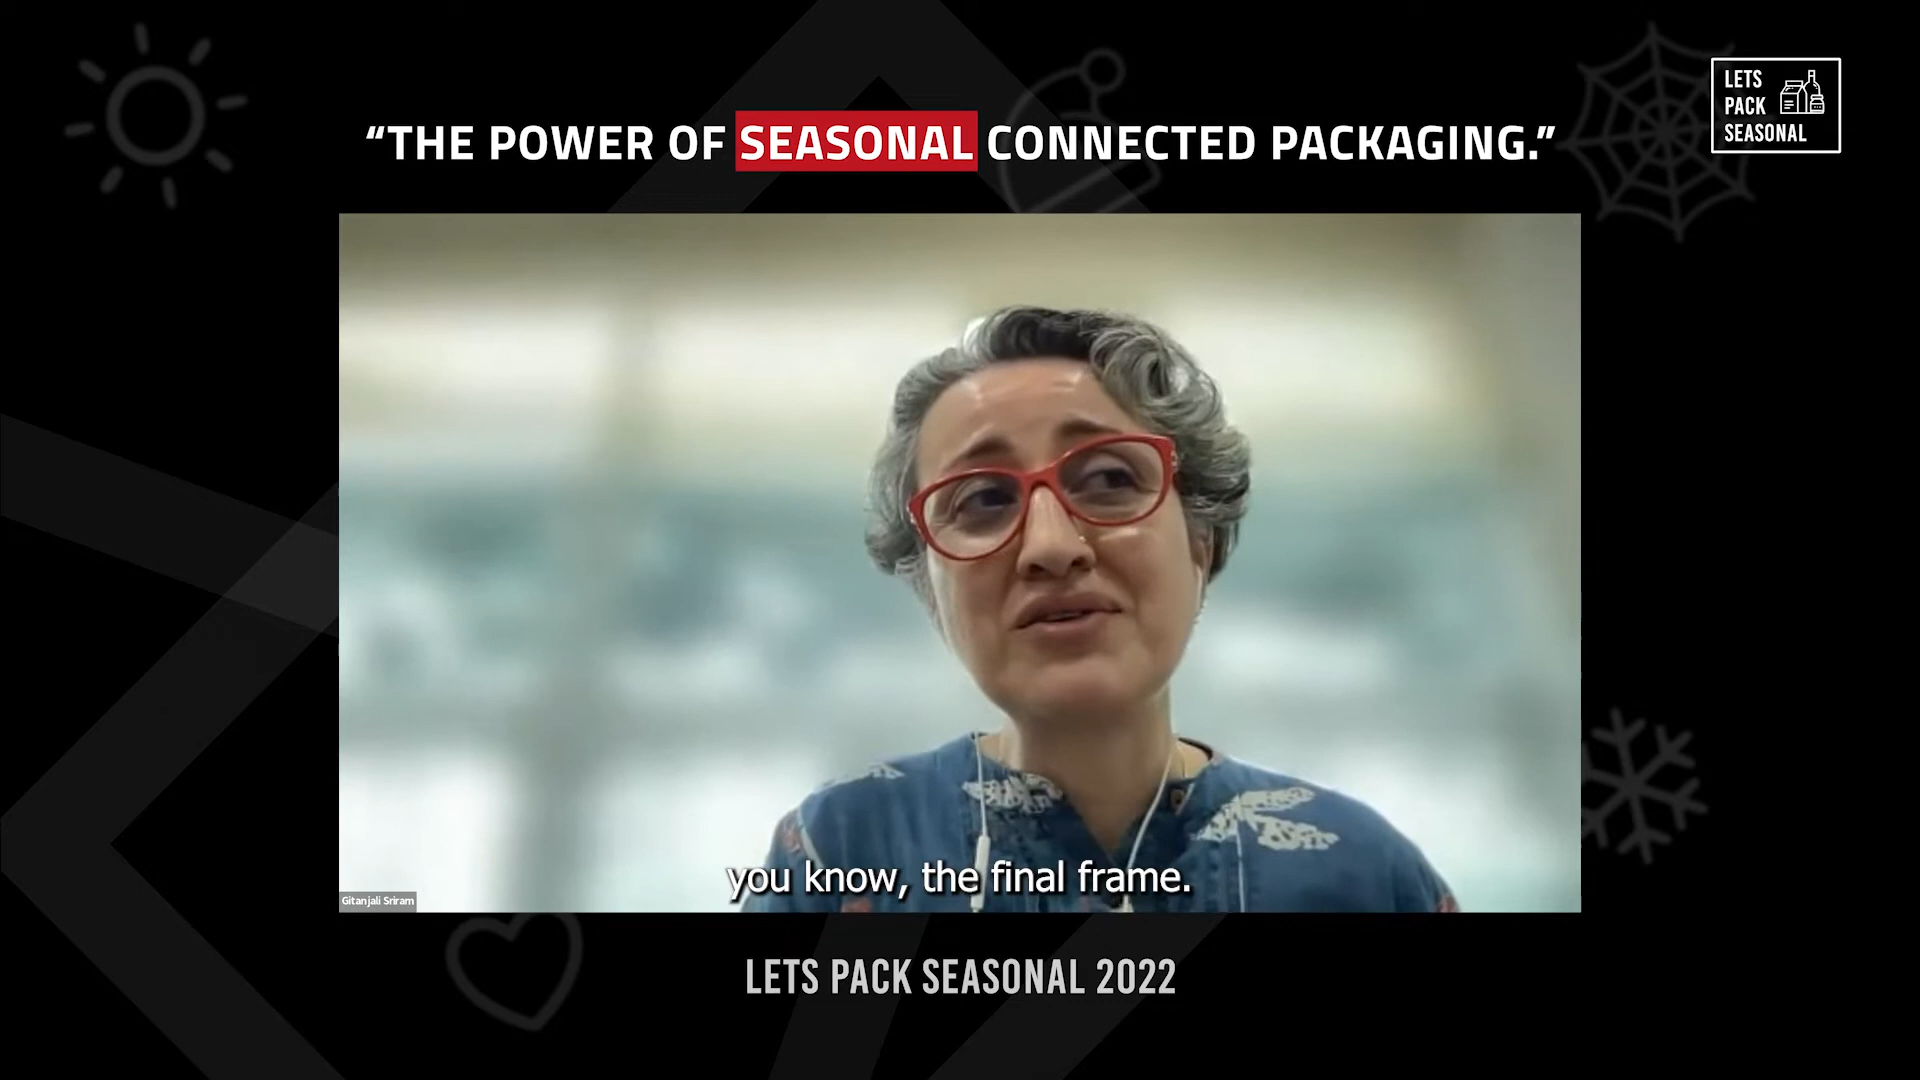 “THE POWER OF SEASONAL CONNECTED PACKAGING.”
LETS
PACK
SEASONAL
you know, the final frame.
Gitanjali Sriram
LETS PACK SEASONAL 2022